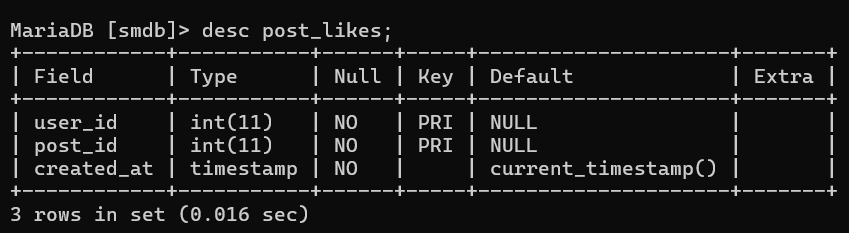 MariaDB [smdb]> desc post_likes;
+------------+-----------+------+-----+---------------------+-------+
| Field      | Type      | Null | Key | Default             | Extra |
+------------+-----------+------+-----+---------------------+-------+
| user_id    | int(11)   | NO   | PRI | NULL                |       |
| post_id    | int(11)   | NO   | PRI | NULL                |       |
| created_at | timestamp | NO   |     | current_timestamp() |       |
+------------+-----------+------+-----+---------------------+-------+
3 rows in set (0.016 sec)